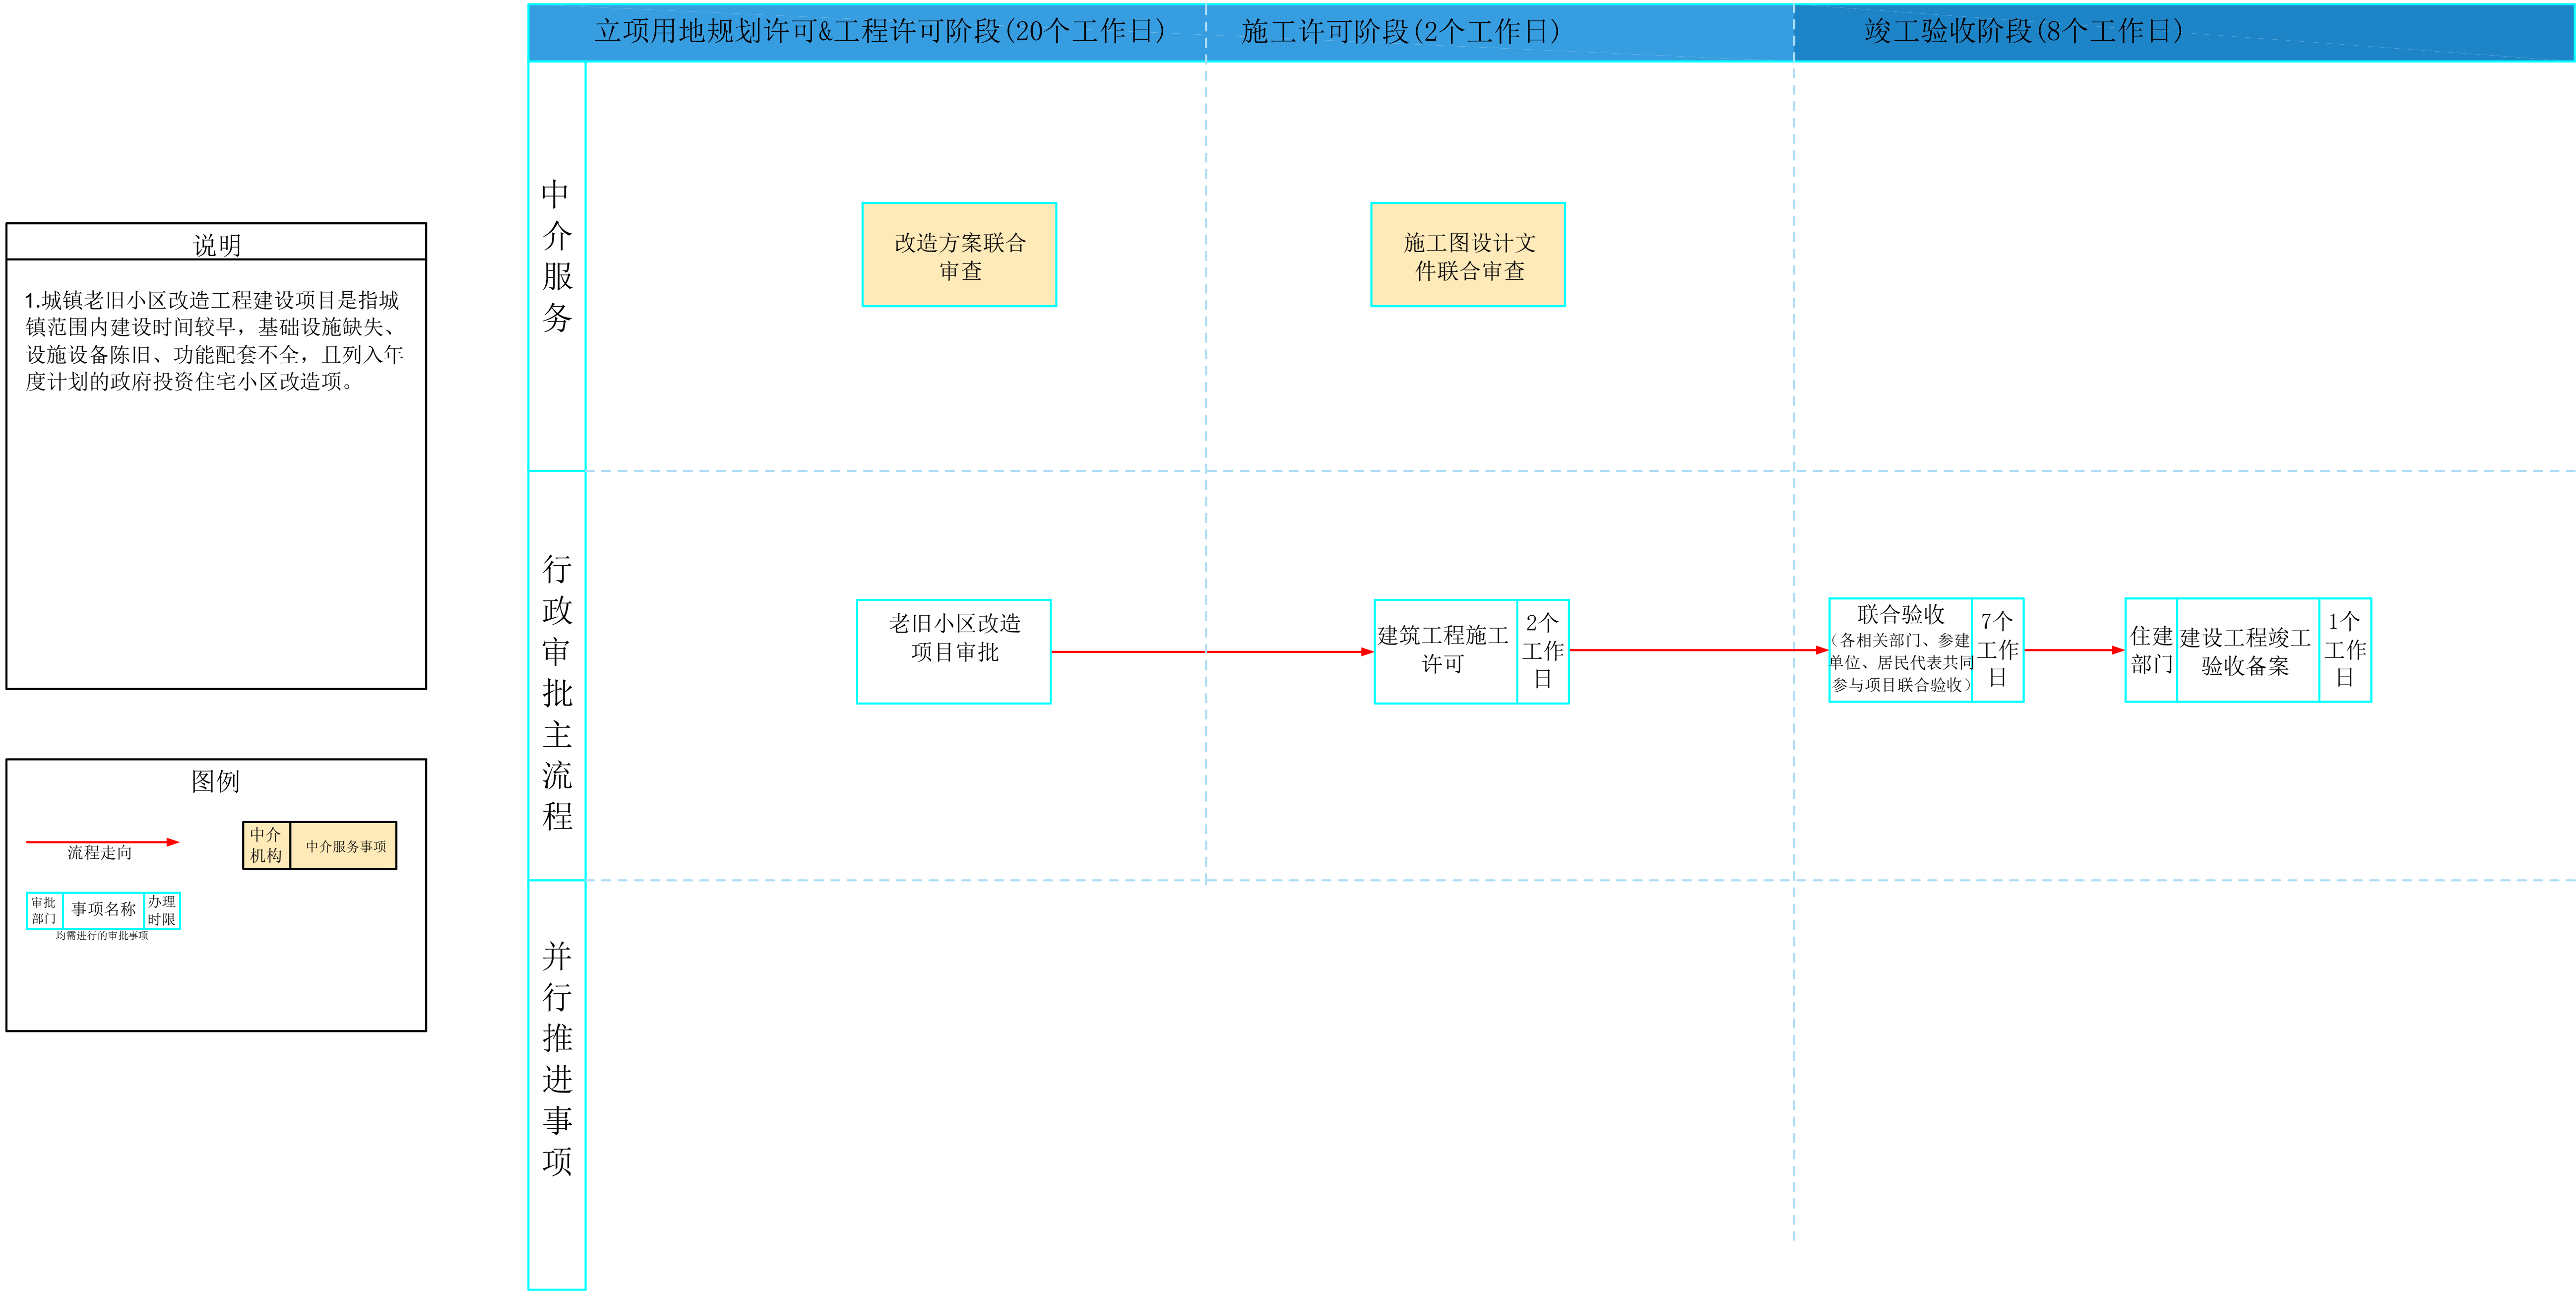 立项用地规划许可&工程许可阶段(20个工作日)
施工许可阶段(2个工作日)
竣工验收阶段(8个工作日)
说明
1.城镇老旧小区改造工程建设项目是指城
镇范围内建设时间较早，基础设施缺失、
设施设备陈旧、功能配套不全，且列入年
度计划的政府投资住宅小区改造项。
图例
流程走向
中介
机构
中介服务事项
审批
部门
事项名称
办理
时限
均需进行的审批事项
中
介
服
务
改造方案联合
审查
施工图设计文
件联合审查
行
政
审
批
主
流
程
老旧小区改造
项目审批
建筑工程施工
许可
2个
工作
日
联合验收
（各相关部门、参建
单位、居民代表共同
参与项目联合验收）
7个
工作
日
住建
部门
建设工程竣工
验收备案
1个
工作
日
并
行
推
进
事
项